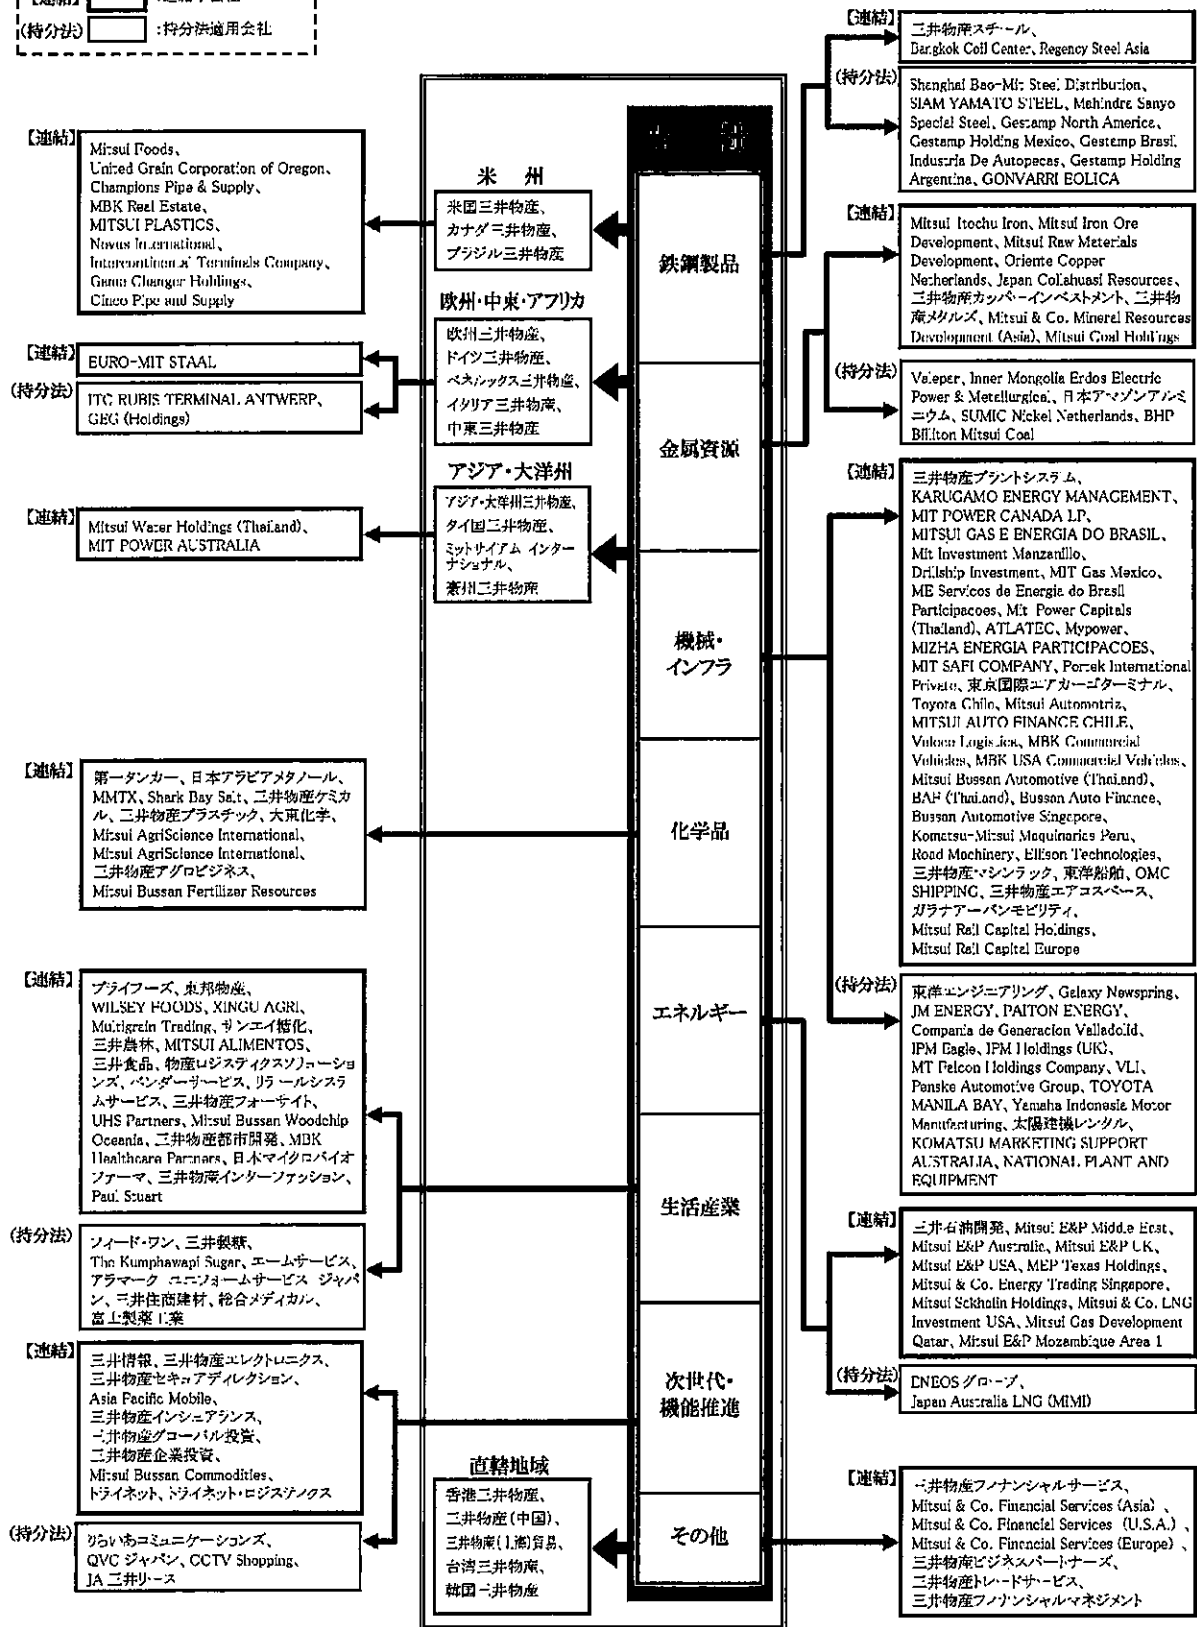 (持分法) :持分法適用会社
【連結】
Mitsui Foods、
United Grain Corporation of Oregon、
Champions Pipe & Supply、
MBK Real Estate、
MITSUI PLASTICS、
Novus International、
Intercontinental Terminals Company、
Game Changer Holdings、
Cinco Pipe and Supply
【連結】
EURO-MIT STAAL
(持分法)
ITC RUBIS TERMINAL ANTWERP、
GEG (Holdings)
【連結】
Mitsui Water Holdings (Thailand)、
MIT POWER AUSTRALIA
【連結】
第一タンカー、日本アラビアメタノール、
MMTX、Shark Bay Salt、三井物産ケミカ
ル、三井物産プラスチック、大東化学、
Mitsui AgriScience International、
Mitsui AgriScience International、
三井物産アグロビジネス、
Mitsui Bussan Fertilizer Resources
【連結】
プライフーズ、東邦物産、
WILSEY FOODS、XINGU AGRI、
Multigrain Trading、サンエイ糖化、
三井農林、MITSUI ALIMENTOS、
三井食品、物産ロジスティクスソリューショ
ンズ、ベンダーサービス、リテールシステ
ムサービス、三井物産フォーサイト、
UHS Partners、Mitsui Bussan Woodchip
Oceania、三井物産都市開発、MBK
Healthcare Partners、日本マイクロバイオ
ファーマ、三井物産インターファッション、
Paul Stuart
(持分法)
フィード・ワン、三井製糖、
The Kumphawapi Sugar、エームサービス、
アラマーク ユニフォームサービス ジャパ
ン、三井住商建材、総合メディカル、
富士製薬工業
【連結】
三井情報、三井物産エレクトロニクス、
三井物産セキュアディレクション、
Asia Pacific Mobile、
三井物産インシュアランス、
三井物産グローバル投資、
三井物産企業投資、
Mitsui Bussan Commodities、
トライネット、トライネット・ロジスティクス
(持分法)
りらいあコミュニケーションズ、
QVC ジャパン、CCTV Shopping、
JA 三井リース
米 州
米国三井物産、
カナダ三井物産、
ブラジル三井物産
欧州・中東・アフリカ
欧州三井物産、
ドイツ三井物産、
ベネルックス三井物産、
イタリア三井物産、
中東三井物産
アジア・大洋州
アジア・大洋州三井物産、
タイ国三井物産、
ミットサイアム インター
ナショナル、
豪州三井物産
直轄地域
香港三井物産、
三井物産(中国)、
三井物産(上海)貿易、
台湾三井物産、
韓国三井物産
鉄鋼製品
金属資源
機械・
インフラ
化学品
エネルギー
生活産業
次世代・
機能推進
その他
【連結】
三井物産スチール、
Bangkok Coil Center、Regency Steel Asia
(持分法)
Shanghai Bao-Mit Steel Distribution、
SIAM YAMATO STEEL、Mahindra Sanyo
Special Steel、Gestamp North America、
Gestamp Holding Mexico、Gestamp Brasil
Industria De Autopecas、Gestamp Holding
Argentina、GONVARRI EOLICA
【連結】
Mitsui Itochu Iron、Mitsui Iron Ore
Development、Mitsui Raw Materials
Development、Oriente Copper
Netherlands、Japan Collahuasi Resources、
三井物産カッパーインベストメント、三井物
産メタルズ、Mitsui & Co. Mineral Resources
Development (Asia)、Mitsui Coal Holdings
(持分法)
Valepar、Inner Mongolia Erdos Electric
Power & Metallurgical、日本アマゾンアルミ
ニウム、SUMIC Nickel Netherlands、BHP
Billiton Mitsui Coal
【連結】
三井物産プラントシステム、
KARUGAMO ENERGY MANAGEMENT、
MIT POWER CANADA LP、
MITSUI GAS E ENERGIA DO BRASIL、
Mit Investment Manzanillo、
Drillship Investment、MIT Gas Mexico、
ME Servicos de Energia do Brasil
Participacoes、Mit Power Capitals
(Thailand)、ATLATEC、Mypower、
MIZHA ENERGIA PARTICIPACOES、
MIT SAFI COMPANY、Portek International
Private、東京国際エアカーゴターミナル、
Toyota Chile、Mitsui Automotriz、
MITSUI AUTO FINANCE CHILE、
Veloce Logistica、MBK Commercial
Vehicles、MBK USA Commercial Vehicles、
Mitsui Bussan Automotive (Thailand)、
BAF (Thailand)、Bussan Auto Finance、
Bussan Automotive Singapore、
Komatsu-Mitsui Maquinarias Peru、
Road Machinery、Ellison Technologies、
三井物産マシンテック、東洋船舶、OMC
SHIPPING、三井物産エアロスペース、
ガラナアーバンモビリティ、
Mitsui Rail Capital Holdings、
Mitsui Rail Capital Europe
(持分法)
東洋エンジニアリング、Galaxy Newspring、
JM ENERGY、PAITON ENERGY、
Compania de Generacion Valladolid、
IPM Eagle、IPM Holdings (UK)、
MT Falcon Holdings Company、VLI、
Penske Automotive Group、TOYOTA
MANILA BAY、Yamaha Indonesia Motor
Manufacturing、太陽建機レンタル、
KOMATSU MARKETING SUPPORT
AUSTRALIA、NATIONAL PLANT AND
EQUIPMENT
【連結】
三井石油開発、Mitsui E&P Middle East、
Mitsui E&P Australia、Mitsui E&P UK、
Mitsui E&P USA、MEP Texas Holdings、
Mitsui & Co. Energy Trading Singapore、
Mitsui Sakhalin Holdings、Mitsui & Co. LNG
Investment USA、Mitsui Gas Development
Qatar、Mitsui E&P Mozambique Area 1
(持分法)
ENEOS グローブ、
Japan Australia LNG (MIMI)
【連結】
三井物産フィナンシャルサービス、
Mitsui & Co. Financial Services (Asia) 、
Mitsui & Co. Financial Services (U.S.A.) 、
Mitsui & Co. Financial Services (Europe) 、
三井物産ビジネスパートナーズ、
三井物産トレードサービス、
三井物産フィナンシャルマネジメント